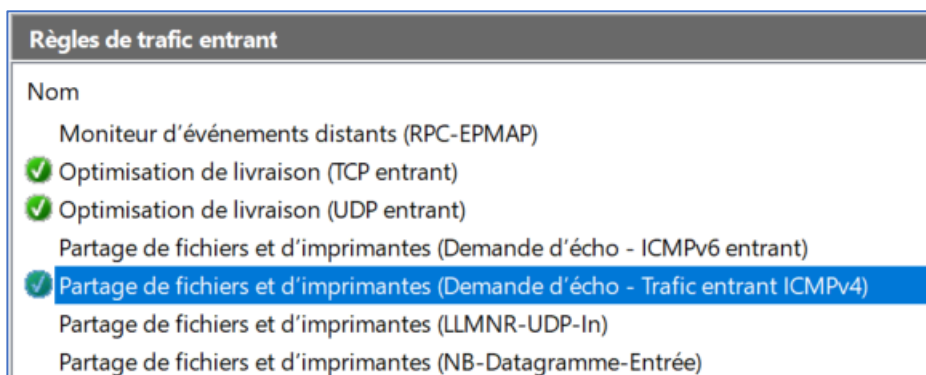 Règles de trafic entrant
Nom
Moniteur d’événements distants (RPC-EPMAP)
Optimisation de livraison (TCP entrant)
Optimisation de livraison (UDP entrant)
Partage de fichiers et d’imprimantes (Demande d’écho - ICMPv6 entrant)
Partage de fichiers et d’imprimantes (Demande d’écho - Trafic entrant ICMPv4)
Partage de fichiers et d’imprimantes (LLMNR-UDP-In)
Partage de fichiers et d’imprimantes (NB-Datagramme-Entrée)